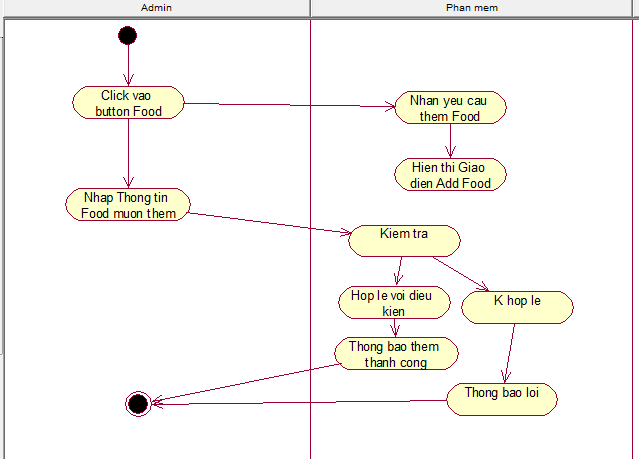 Admin
Phan mem
Click vao
button Food
Nhan yeu cau
them Food
Hien thi Giao
dien Add Food
Nhap Thong tin
Food muon them
Kiem tra
Hop le voi dieu
kien
K hop le
Thong bao them
thanh cong
Thong bao loi